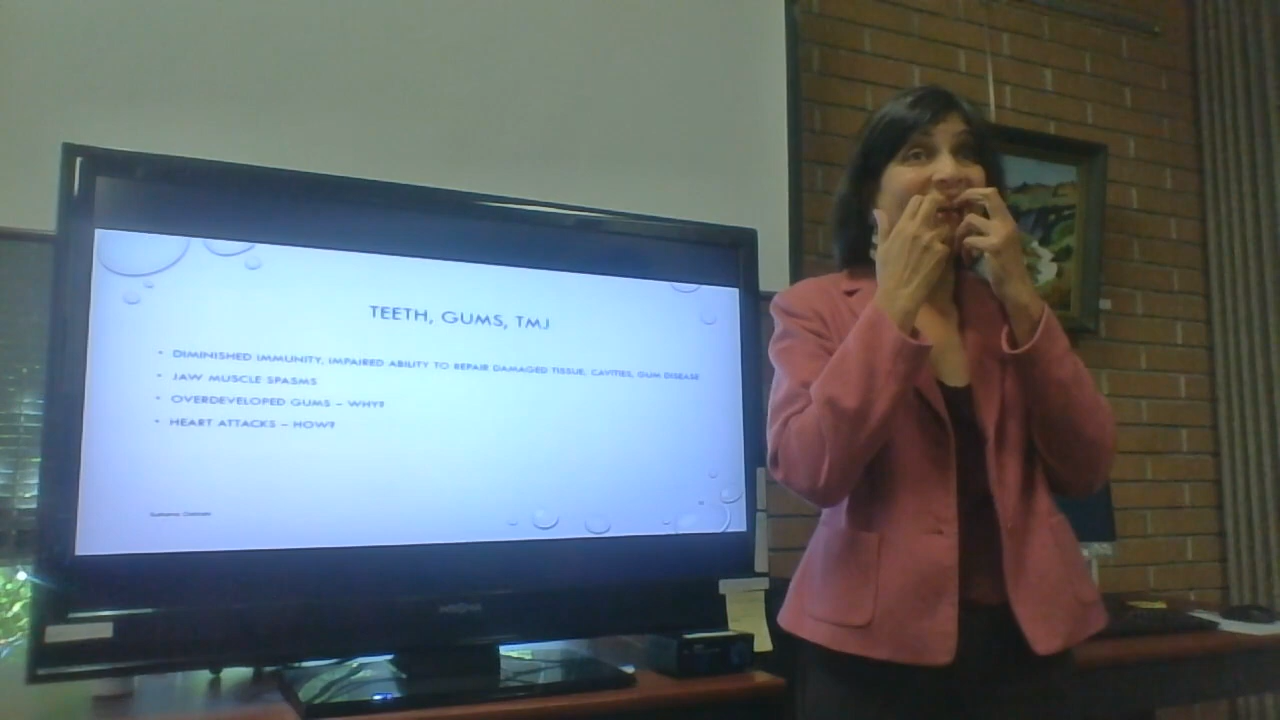 TEETH, GUMS, TMJ
• DIMINISHED IMMUNITY, IMPAIRED ABILITY TO REPAIR DAMAGED TISSUE, CAVITIES, GUM DISEASE
• JAW MUSCLE SPASMS
• OVERDEVELOPED GUMS – WHY?
• HEART ATTACKS – HOW?